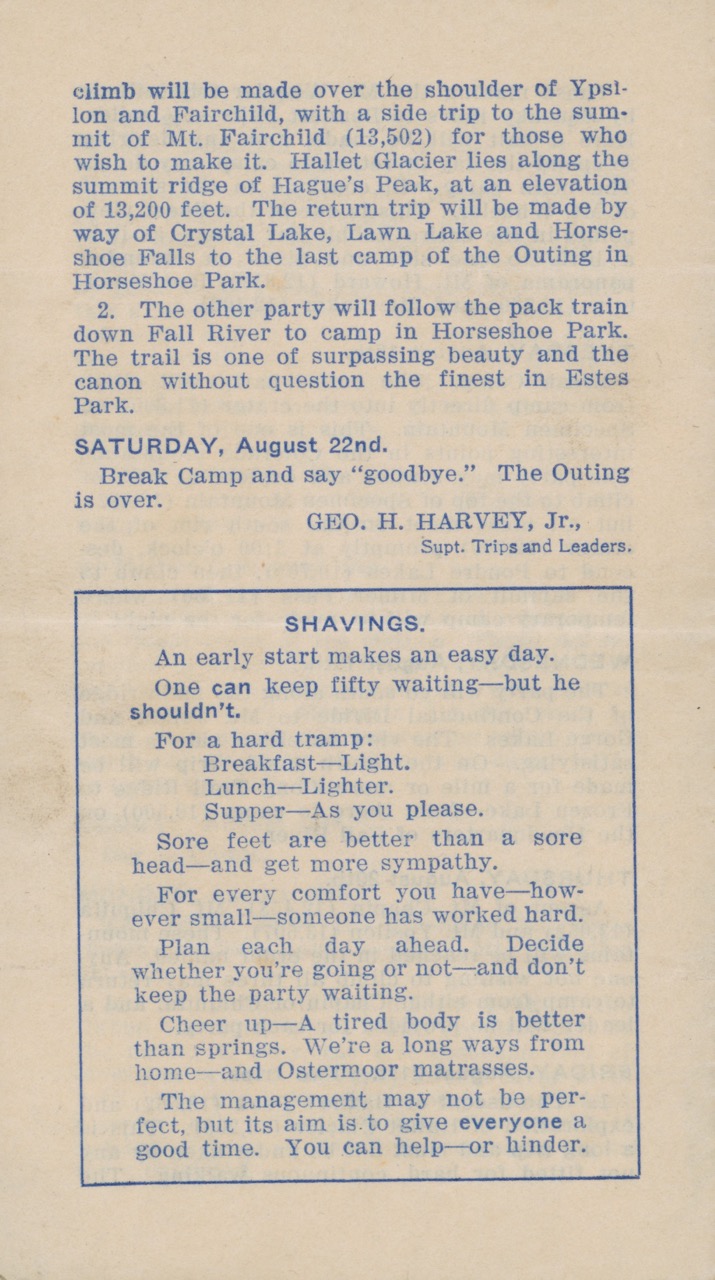 climb will be made over the shoulder of Ypsi-
lon and Fairchild, with a side trip to the sum-
mit of Mt. Fairchild (13,502) for those who
wish to make it. Hallet Glacier lies along the
summit ridge of Hague's Peak, at an elevation
of 13,200 feet. The return trip will be made by
way of Crystal Lake, Lawn Lake and Horse-
shoe Falls to the last camp of the Outing in
Horseshoe Park.
2. The other party will follow the pack train
down Fall River to camp in Horseshoe Park.
The trail is one of surpassing beauty and the
canon without question the finest in Estes
Park.
SATURDAY, August 22nd.
Break Camp and say "goodbye." The Outing
is over.
GEO. H. HARVEY, Jr.,
Supt. Trips and Leaders.
SHAVINGS.
An early start makes an easy day.
One can keep fifty waiting—but he
shouldn't.
For a hard tramp:
Breakfast—Light.
Lunch—Lighter.
Supper—As you please.
Sore feet are better than a sore
head—and get more sympathy.
For every comfort you have—how-
ever small—someone has worked hard.
Plan each day ahead. Decide
whether you're going or not—and don't
keep the party waiting.
Cheer up—A tired body is better
than springs. We're a long ways from
home—and Ostermoor matrasses.
The management may not be per-
fect, but its aim is to give everyone a
good time. You can help—or hinder.